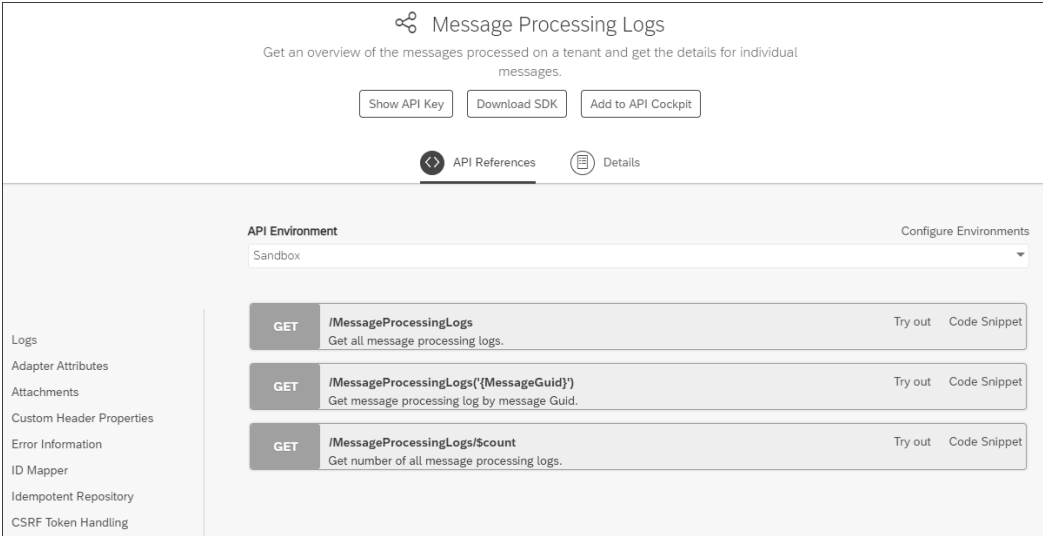 Message Processing Logs
Get an overview of the messages processed on a tenant and get the details for individual
messages.
Show API Key
Download SDK
Add to API Cockpit
API References
Details
API Environment
Configure Environments
Sandbox
Logs
Adapter Attributes
Attachments
Custom Header Properties
Error Information
ID Mapper
Idempotent Repository
CSRF Token Handling
GET
/MessageProcessingLogs
Get all message processing logs.
Try out
Code Snippet
GET
/MessageProcessingLogs('{MessageGuid}')
Get message processing log by message Guid.
Try out
Code Snippet
GET
/MessageProcessingLogs/$count
Get number of all message processing logs.
Try out
Code Snippet